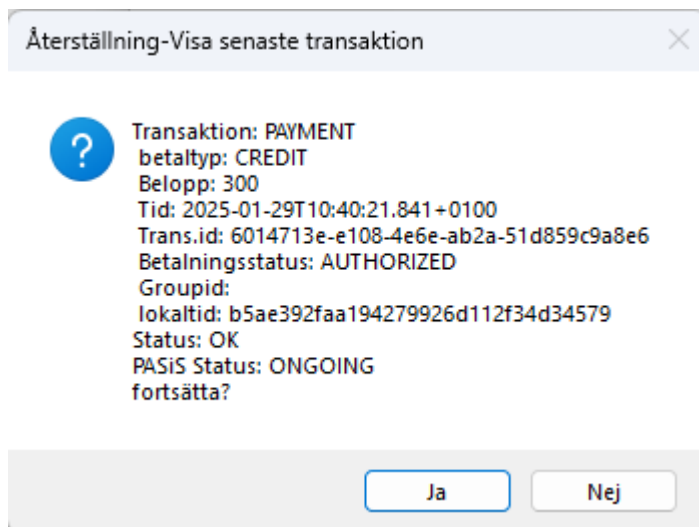 Återställning-Visa senaste transaktion
?
Transaktion: PAYMENT
betaltyp: CREDIT
Belopp: 300
Tid: 2025-01-29T10:40:21.841+0100
Trans.id: 6014713e-e108-4e6e-ab2a-51d859c9a8e6
Betalningsstatus: AUTHORIZED
Groupid:
lokaltid: b5ae392faa194279926d112f34d34579
Status: OK
PASiS Status: ONGOING
fortsätta?
Ja
Nej